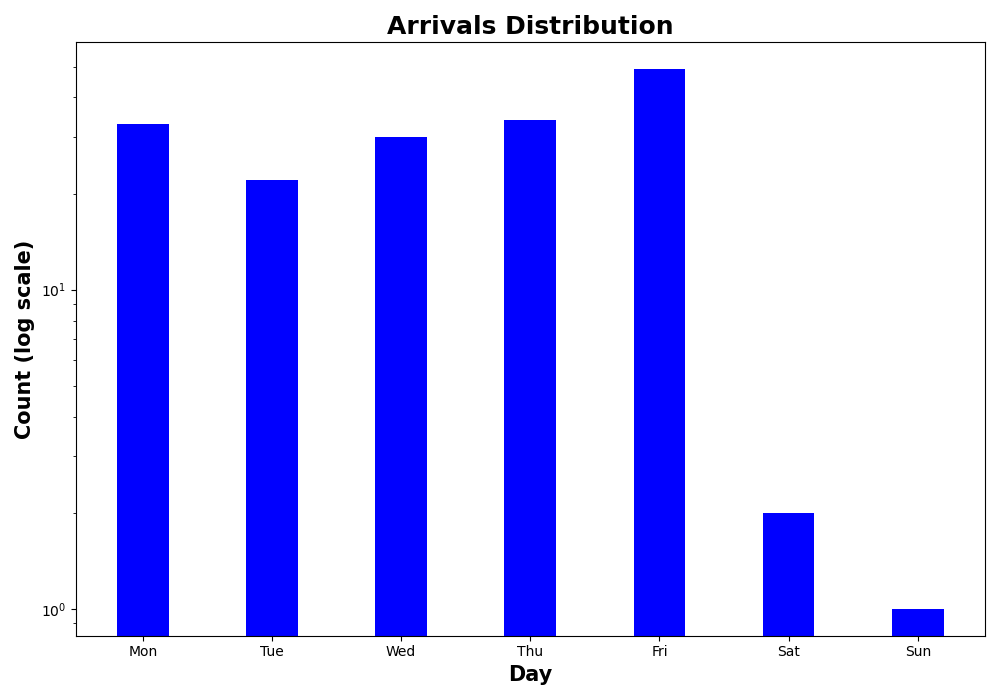 Arrivals Distribution
Count (log scale)
10¹
10⁰
Mon Tue Wed Thu Fri Sat Sun
Day